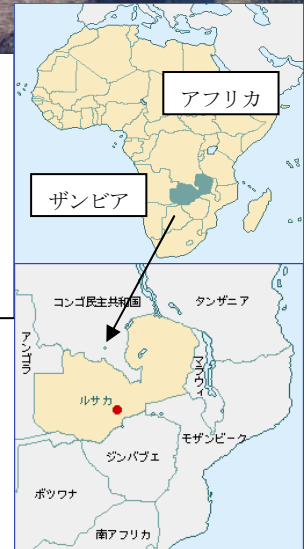 アフリカ
ザンビア
コンゴ民主共和国
タンザニア
アンゴラ
マラウィ
ルサカ
モザンビーク
ジンバブエ
ボツワナ
南アフリカ